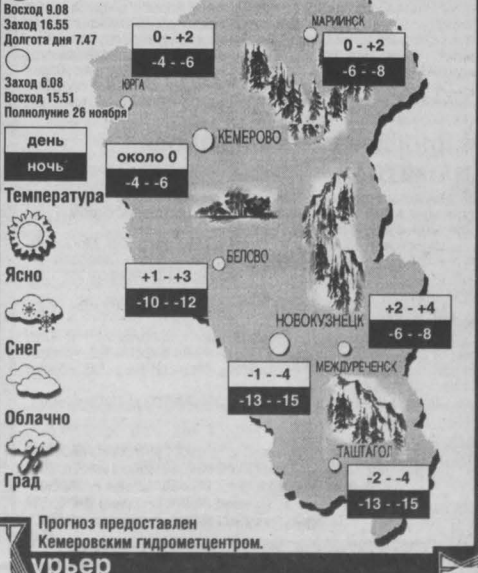 Восход 9.08
Заход 16.55
Долгота дня 7.47
Заход 6.08
Восход 15.51
Полнолуние 26 ноября
день
ночь
Температура
Ясно
Снег
Облачно
Град
0 - +2
-4 - -6
МАРИИНСК
0 - +2
-6 - -8
ЮРГА
КЕМЕРОВО
около 0
-4 - -6
БЕЛОВО
+1 - +3
-10 - -12
НОВОКУЗНЕЦК
+2 - +4
-6 - -8
-1 - -4
-13 - -15
МЕЖДУРЕЧЕНСК
ТАШТАГОЛ
-2 - -4
-13 - -15
Прогноз предоставлен
Кемеровским гидрометцентром.
урьер